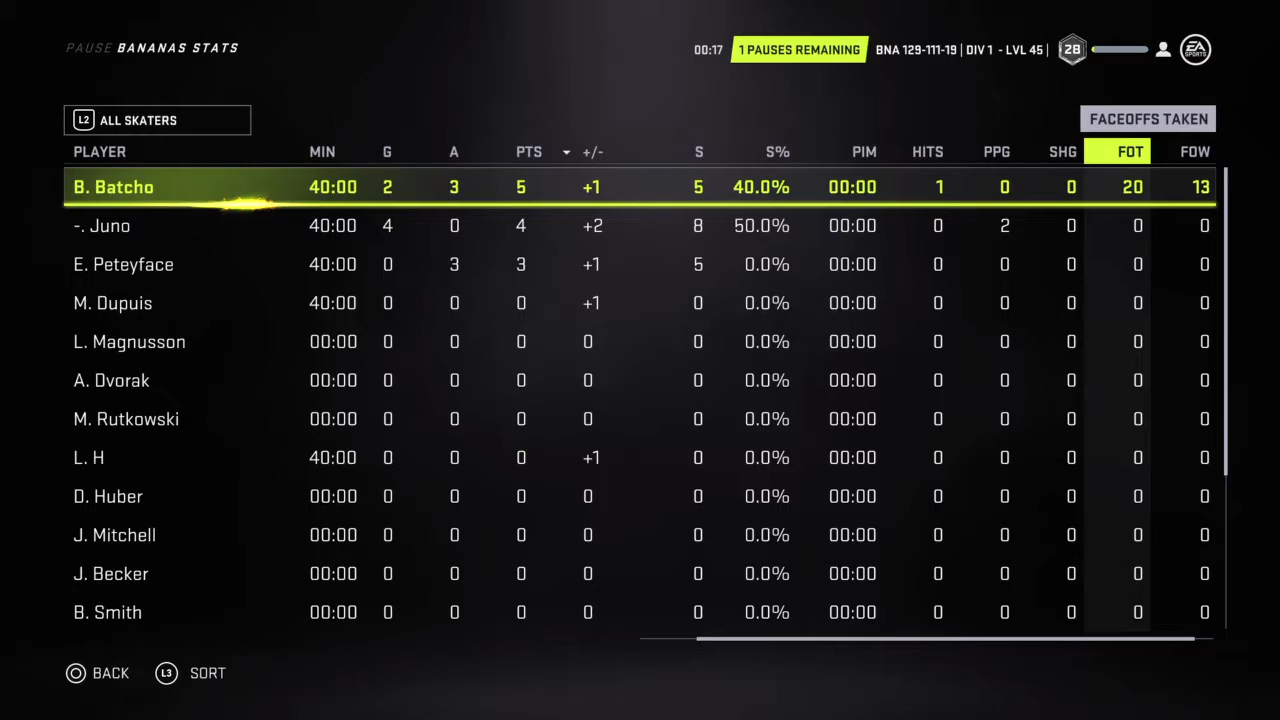 PAUSE BANANAS STATS
00:17 1 PAUSES REMAINING BNA 129-111-19 | DIV 1 - LVL 45 | 28 EA SPORTS
L2 ALL SKATERS
FACEOFFS TAKEN
PLAYER MIN G A PTS +/- S S% PIM HITS PPG SHG FOT FOW
B. Batcho 40:00 2 3 5 +1 5 40.0% 00:00 1 0 0 20 13
-. Juno 40:00 4 0 4 +2 8 50.0% 00:00 0 2 0 0 0
E. Peteyface 40:00 0 3 3 +1 5 0.0% 00:00 0 0 0 0 0
M. Dupuis 40:00 0 0 0 +1 0 0.0% 00:00 0 0 0 0 0
L. Magnusson 00:00 0 0 0 0 0 0.0% 00:00 0 0 0 0 0
A. Dvorak 00:00 0 0 0 0 0 0.0% 00:00 0 0 0 0 0
M. Rutkowski 00:00 0 0 0 0 0 0.0% 00:00 0 0 0 0 0
L. H 40:00 0 0 0 +1 0 0.0% 00:00 0 0 0 0 0
D. Huber 00:00 0 0 0 0 0 0.0% 00:00 0 0 0 0 0
J. Mitchell 00:00 0 0 0 0 0 0.0% 00:00 0 0 0 0 0
J. Becker 00:00 0 0 0 0 0 0.0% 00:00 0 0 0 0 0
B. Smith 00:00 0 0 0 0 0 0.0% 00:00 0 0 0 0 0
BACK L3 SORT